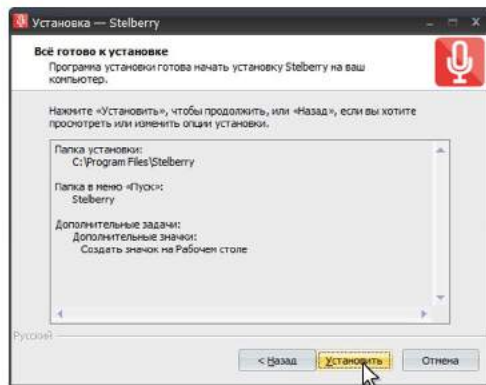 Установка — Stelberry
Всё готово к установке
Программа установки готова начать установку Stelberry на ваш
компьютер.
Нажмите «Установить», чтобы продолжить, или «Назад», если вы хотите
просмотреть или изменить опции установки.
Папка установки:
C:\Program Files\Stelberry
Папка в меню «Пуск»:
Stelberry
Дополнительные задачи:
Дополнительные значки:
Создать значок на Рабочем столе
Русский
< Назад
Установить
Отмена